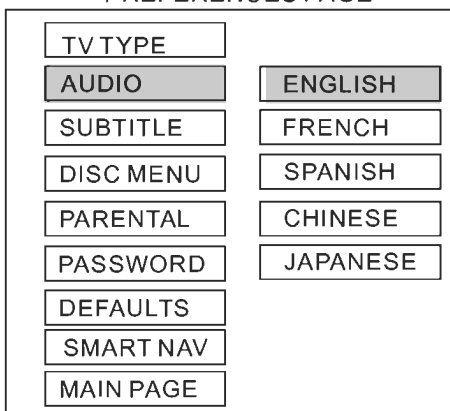 TV TYPE
AUDIO
ENGLISH
SUBTITLE
FRENCH
DISC MENU
SPANISH
PARENTAL
CHINESE
PASSWORD
JAPANESE
DEFAULTS
SMART NAV
MAIN PAGE